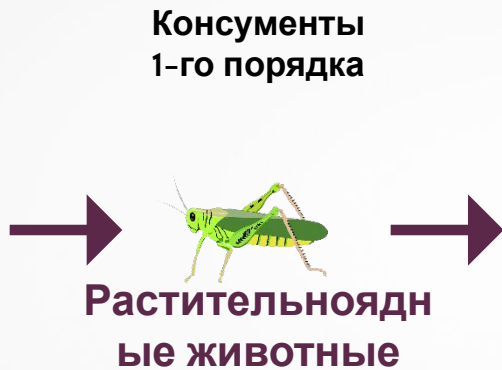 Консументы
1-го порядка
Растительноядн
ые животные